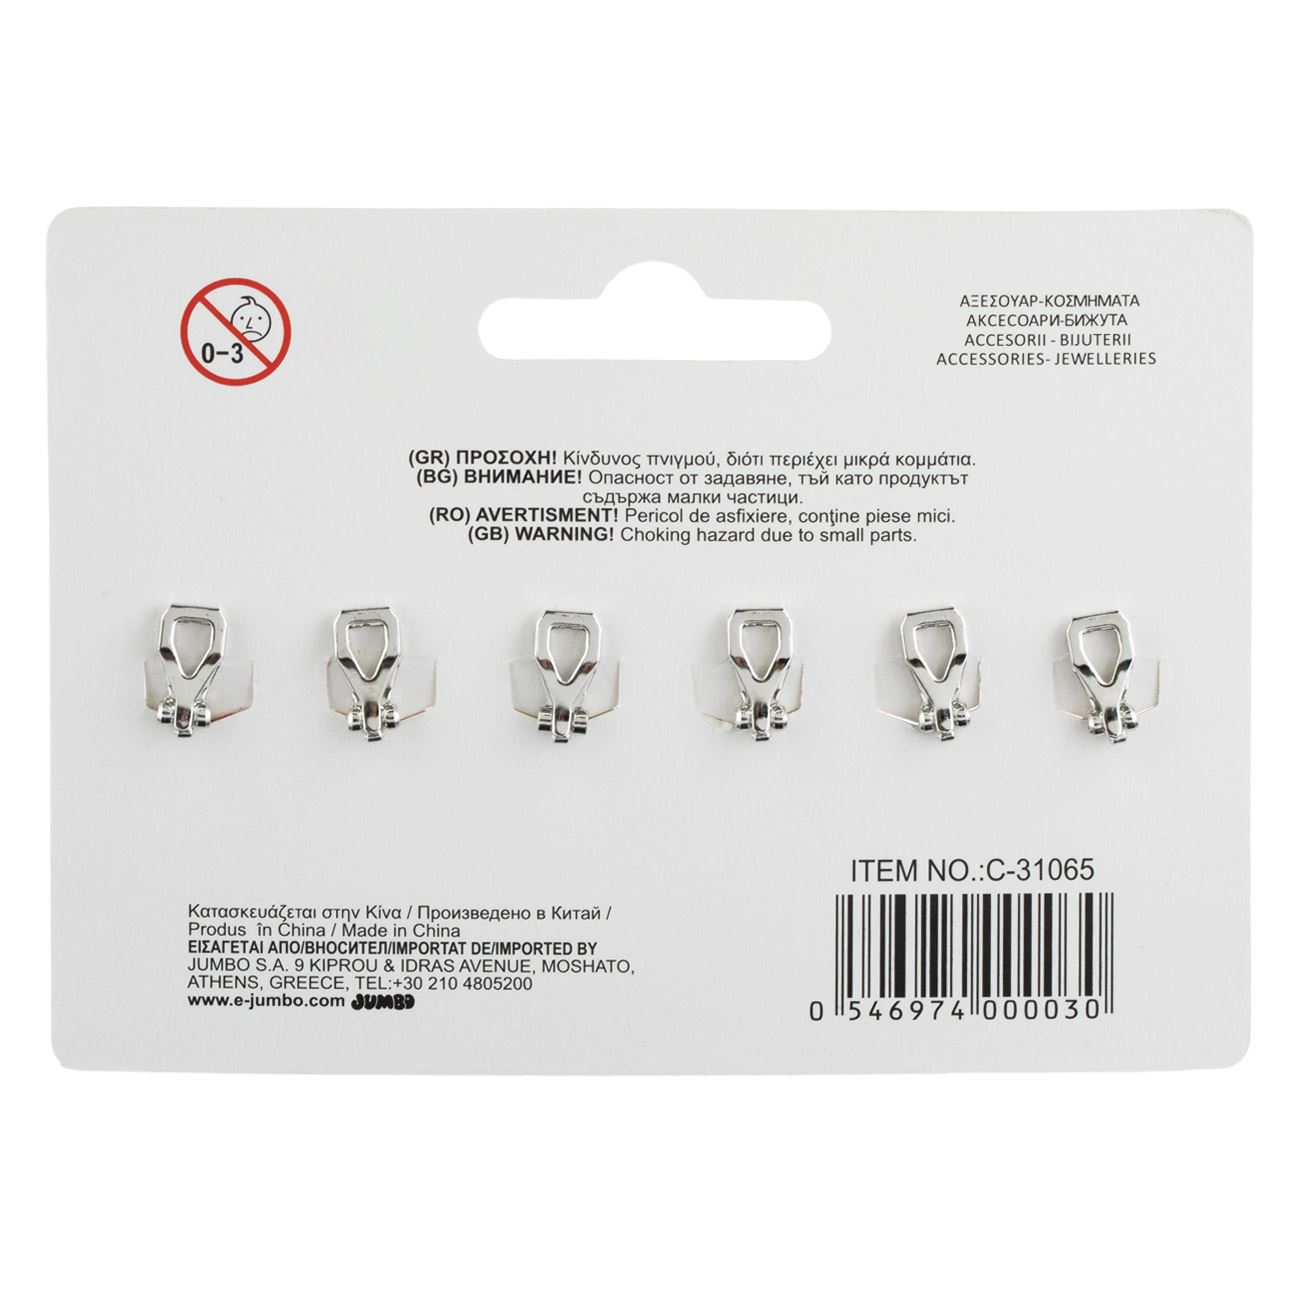 0-3
ΑΞΕΣΟΥΑΡ-ΚΟΣΜΗΜΑΤΑ
АКСЕСОАРИ-БИЖУТА
ACCESORII - BIJUTERII
ACCESSORIES- JEWELLERIES
(GR) ΠΡΟΣΟΧΗ! Κίνδυνος πνιγμού, διότι περιέχει μικρά κομμάτια.
(BG) ВНИМАНИЕ! Опасност от задавяне, тъй като продуктът
съдържа малки частици.
(RO) AVERTISMENT! Pericol de asfixiere, conţine piese mici.
(GB) WARNING! Choking hazard due to small parts.
ITEM NO.:C-31065
0 546974 000030
Κατασκευάζεται στην Κίνα / Произведено в Китай /
Produs în China / Made in China
ΕΙΣΑΓΕΤΑΙ ΑΠΟ/ВНОСИТЕЛ/IMPORTAT DE/IMPORTED BY
JUMBO S.A. 9 KIPROU & IDRAS AVENUE, MOSHATO,
ATHENS, GREECE, TEL:+30 210 4805200
www.e-jumbo.com JUMBO